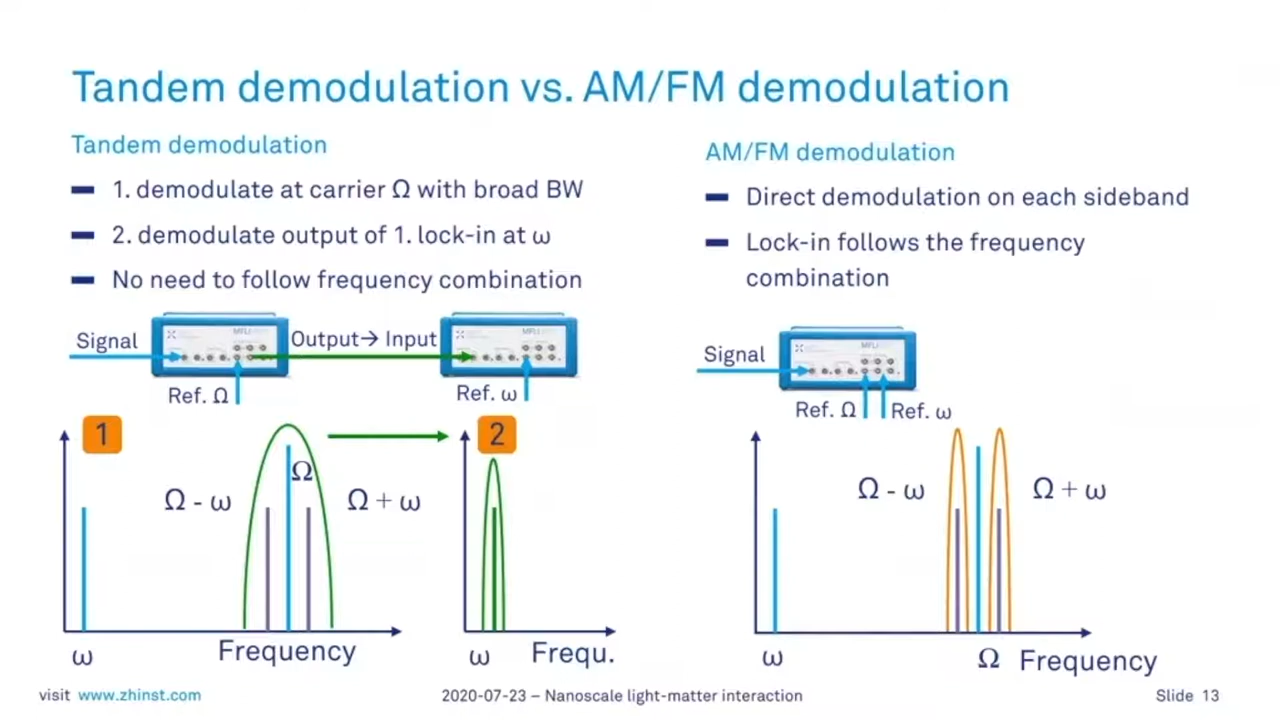 Tandem demodulation vs. AM/FM demodulation
Tandem demodulation
1. demodulate at carrier Ω with broad BW
2. demodulate output of 1. lock-in at ω
No need to follow frequency combination
Signal
MFLI
Output→ Input
MFLI
Ref. Ω
Ref. ω
1
Ω
Ω - ω
Ω + ω
ω
Frequency
2
ω
Frequ.
AM/FM demodulation
Direct demodulation on each sideband
Lock-in follows the frequency
combination
Signal
MFLI
Ref. Ω
Ref. ω
Ω - ω
Ω + ω
ω
Ω
Frequency
visit www.zhinst.com
2020-07-23 – Nanoscale light-matter interaction
Slide 13